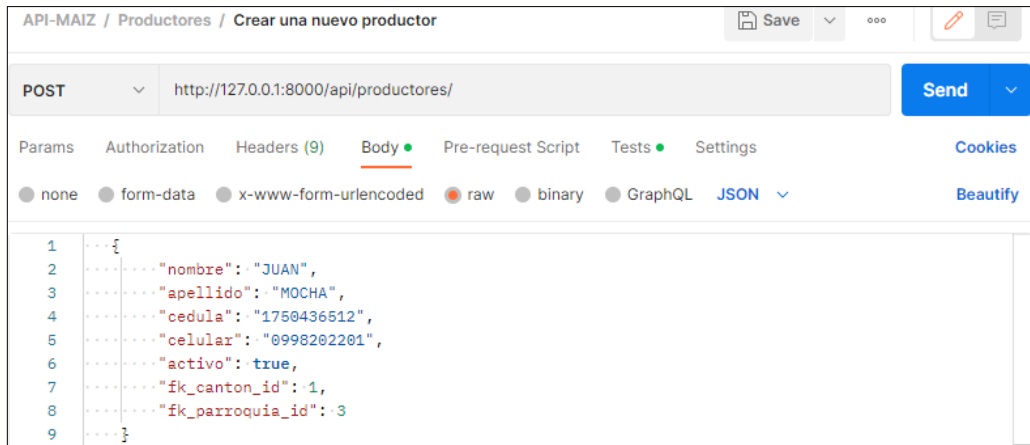 API-MAIZ / Productores / Crear una nuevo productor
Save
POST http://127.0.0.1:8000/api/productores/ Send
Params Authorization Headers (9) Body Pre-request Script Tests Settings Cookies
none form-data x-www-form-urlencoded raw binary GraphQL JSON Beautify
1 {
2 "nombre": "JUAN",
3 "apellido": "MOCHA",
4 "cedula": "1750436512",
5 "celular": "0998202201",
6 "activo": true,
7 "fk_canton_id": 1,
8 "fk_parroquia_id": 3
9 }